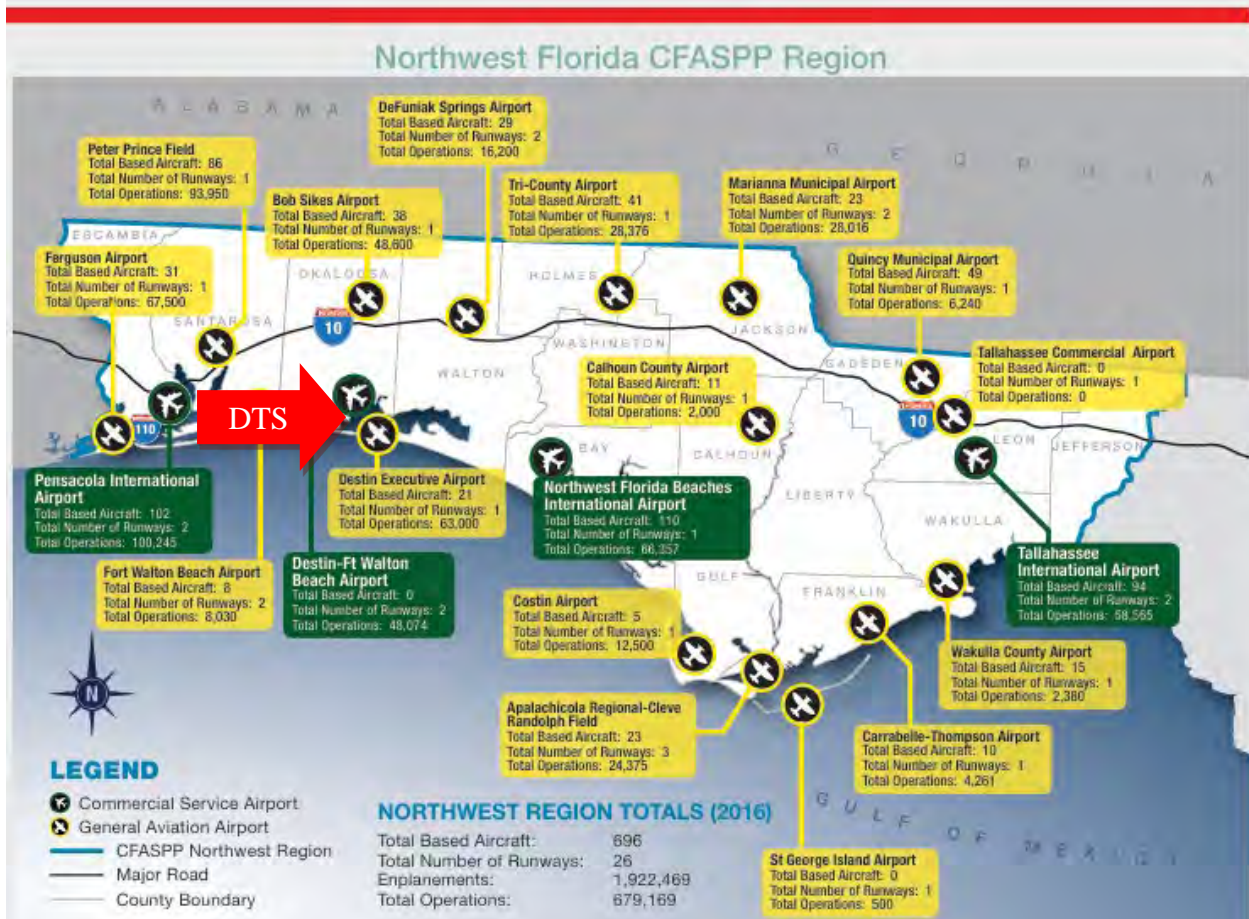 Northwest Florida CFASPP Region
ALABAMA
GEORGIA
DeFuniak Springs Airport
Total Based Aircraft: 29
Total Number of Runways: 2
Total Operations: 16,200
Peter Prince Field
Total Based Aircraft: 86
Total Number of Runways: 1
Total Operations: 93,950
Bob Sikes Airport
Total Based Aircraft: 38
Total Number of Runways: 1
Total Operations: 48,600
Tri-County Airport
Total Based Aircraft: 41
Total Number of Runways: 1
Total Operations: 28,376
Marianna Municipal Airport
Total Based Aircraft: 23
Total Number of Runways: 2
Total Operations: 28,016
ESCAMBIA
Ferguson Airport
Total Based Aircraft: 31
Total Number of Runways: 1
Total Operations: 67,500
Quincy Municipal Airport
Total Based Aircraft: 49
Total Number of Runways: 1
Total Operations: 6,240
OKALOOSA
HOLMES
SANTA ROSA
10
JACKSON
WASHINGTON
WALTON
GADSDEN
Calhoun County Airport
Total Based Aircraft: 11
Total Number of Runways: 1
Total Operations: 2,000
Tallahassee Commercial Airport
Total Based Aircraft: 0
Total Number of Runways: 1
Total Operations: 0
110
DTS
10
LEON
JEFFERSON
BAY
CALHOUN
LIBERTY
WAKULLA
Pensacola International
Airport
Total Based Aircraft: 102
Total Number of Runways: 2
Total Operations: 100,245
Destin Executive Airport
Total Based Aircraft: 21
Total Number of Runways: 1
Total Operations: 63,000
Northwest Florida Beaches
International Airport
Total Based Aircraft: 110
Total Number of Runways: 1
Total Operations: 66,357
Fort Walton Beach Airport
Total Based Aircraft: 8
Total Number of Runways: 2
Total Operations: 8,030
Destin-Ft Walton
Beach Airport
Total Based Aircraft: 0
Total Number of Runways: 2
Total Operations: 48,074
Tallahassee
International Airport
Total Based Aircraft: 94
Total Number of Runways: 2
Total Operations: 58,565
GULF
FRANKLIN
Costin Airport
Total Based Aircraft: 5
Total Number of Runways: 1
Total Operations: 12,500
Wakulla County Airport
Total Based Aircraft: 15
Total Number of Runways: 1
Total Operations: 2,380
N
Apalachicola Regional-Cleve
Randolph Field
Total Based Aircraft: 23
Total Number of Runways: 3
Total Operations: 24,375
Carrabelle-Thompson Airport
Total Based Aircraft: 10
Total Number of Runways: 1
Total Operations: 4,261
GULF OF MEXICO
St George Island Airport
Total Based Aircraft: 0
Total Number of Runways: 1
Total Operations: 500
LEGEND
Commercial Service Airport
General Aviation Airport
CFASPP Northwest Region
Major Road
County Boundary
NORTHWEST REGION TOTALS (2016)
Total Based Aircraft: 696
Total Number of Runways: 26
Enplanements: 1,922,469
Total Operations: 679,169